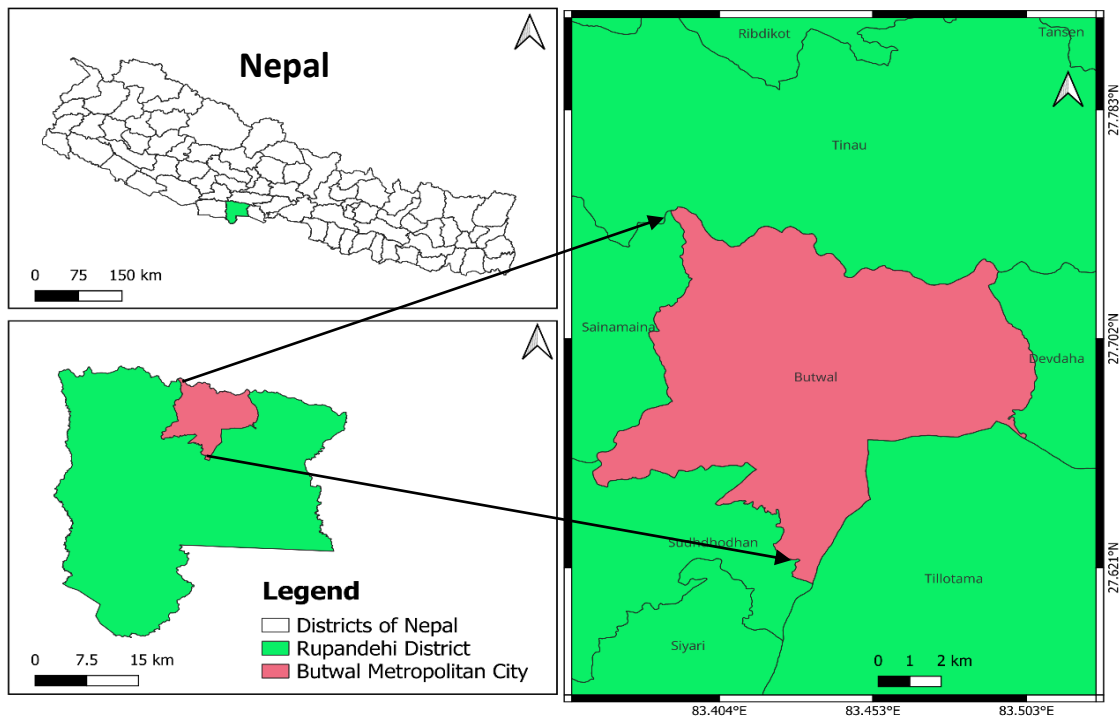 Nepal
0 75 150 km
Legend
Districts of Nepal
Rupandehi District
Butwal Metropolitan City
0 7.5 15 km
Ribdikot
Tansen
Tinau
Sainamaina
Devdaha
Butwal
Sudhdhodhan
Tillotama
Siyari
0 1 2 km
27.783°N
27.702°N
27.621°N
83.404°E 83.453°E 83.503°E